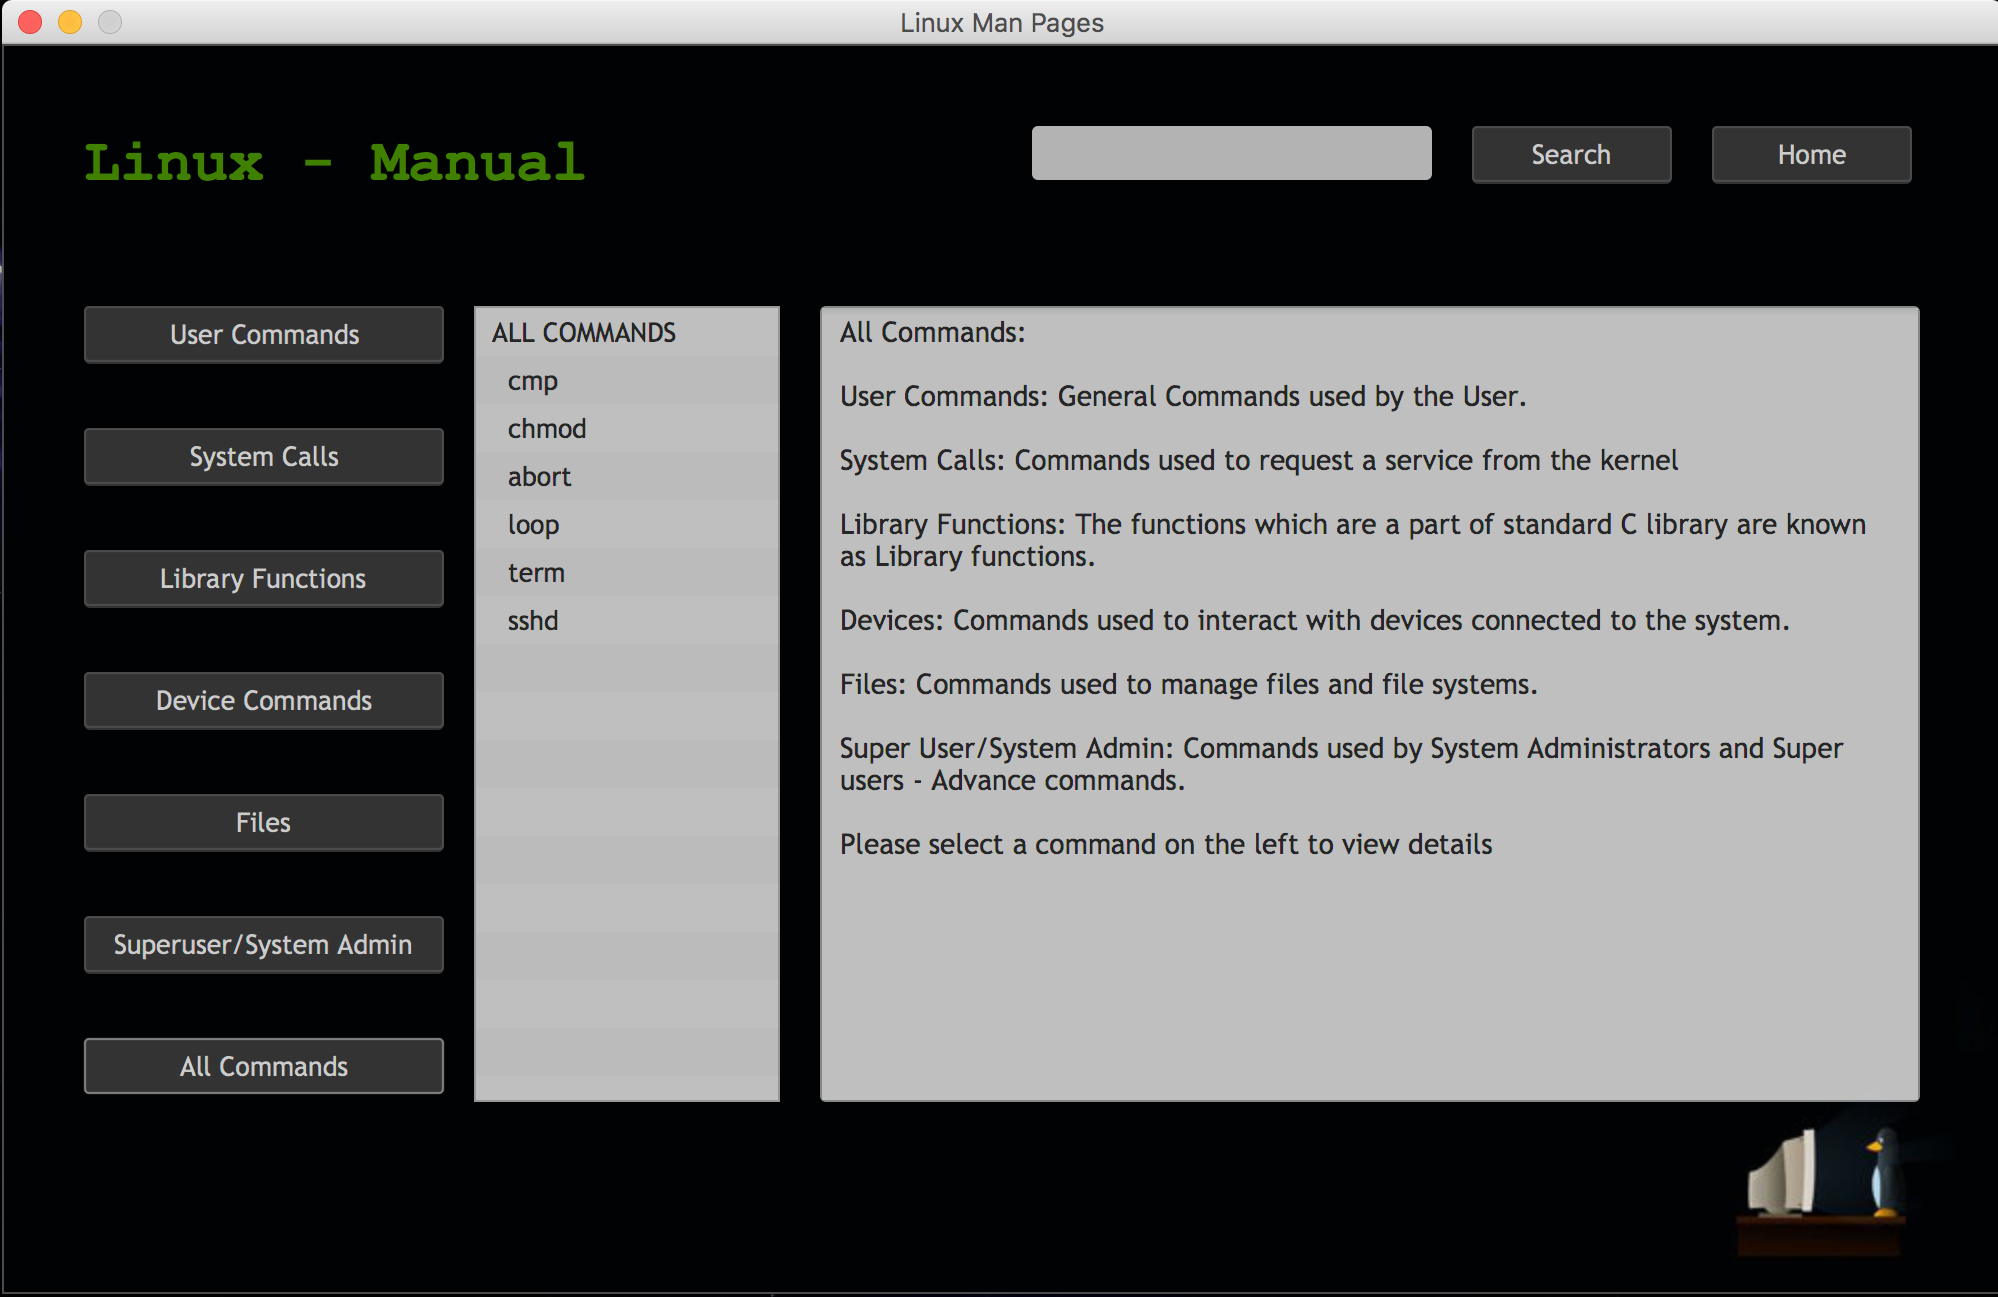 Linux Man Pages
Linux - Manual
Search
Home
User Commands
System Calls
Library Functions
Device Commands
Files
Superuser/System Admin
All Commands
ALL COMMANDS
cmp
chmod
abort
loop
term
sshd
All Commands:
User Commands: General Commands used by the User.
System Calls: Commands used to request a service from the kernel
Library Functions: The functions which are a part of standard C library are known
as Library functions.
Devices: Commands used to interact with devices connected to the system.
Files: Commands used to manage files and file systems.
Super User/System Admin: Commands used by System Administrators and Super
users - Advance commands.
Please select a command on the left to view details